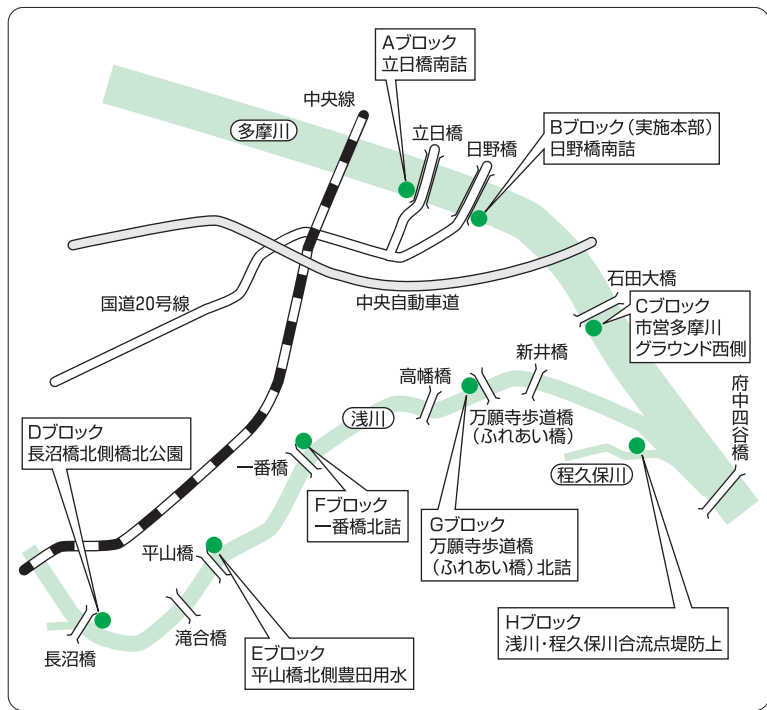 Aブロック
立日橋南詰
中央線
多摩川
立日橋
日野橋
Bブロック(実施本部)
日野橋南詰
国道20号線
中央自動車道
石田大橋
Cブロック
市営多摩川
グラウンド西側
新井橋
高幡橋
府中四谷橋
浅川
万願寺歩道橋
(ふれあい橋)
Dブロック
長沼橋北側橋北公園
一番橋
程久保川
Fブロック
一番橋北詰
Gブロック
万願寺歩道橋
(ふれあい橋)北詰
平山橋
滝合橋
長沼橋
Eブロック
平山橋北側豊田用水
Hブロック
浅川・程久保川合流点堤防上